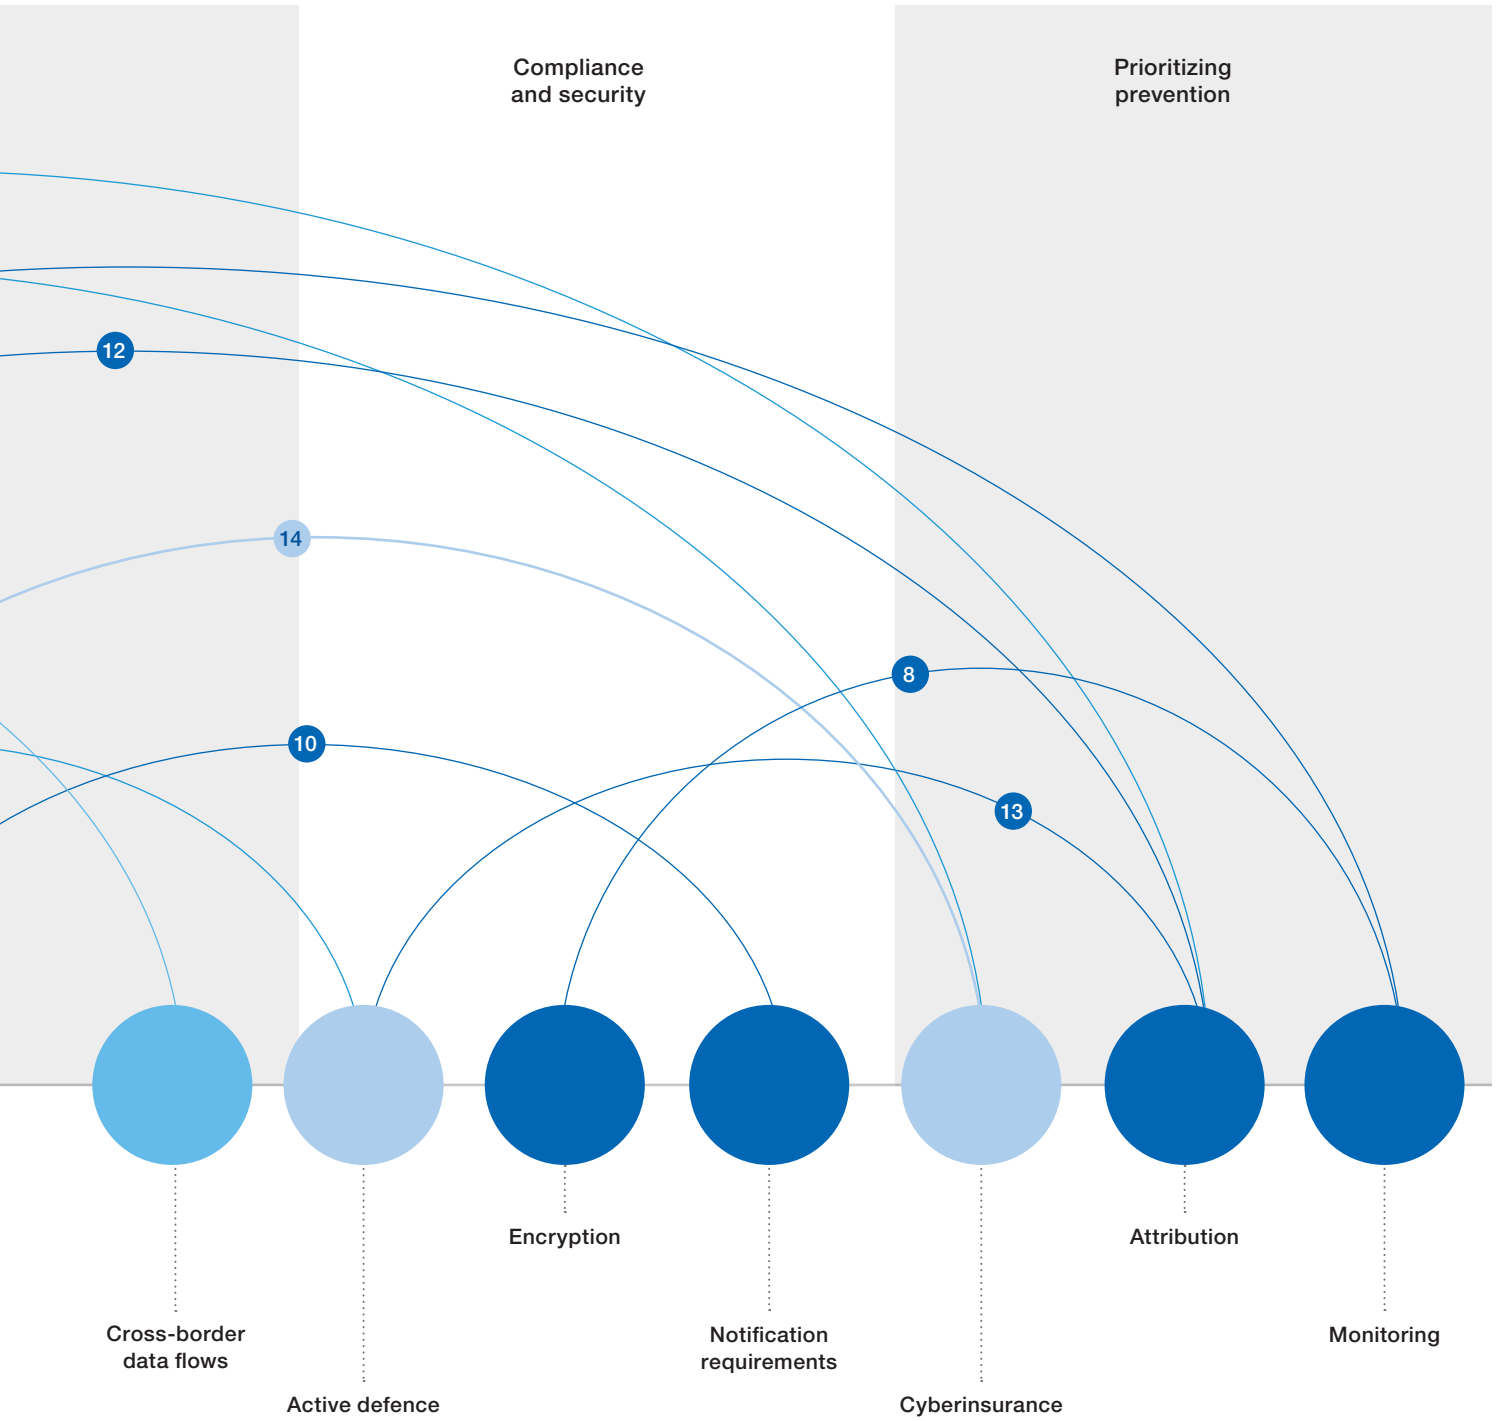 Compliance
and security
Prioritizing
prevention
12
14
8
10
13
Encryption
Attribution
Cross-border
data flows
Notification
requirements
Monitoring
Active defence
Cyberinsurance